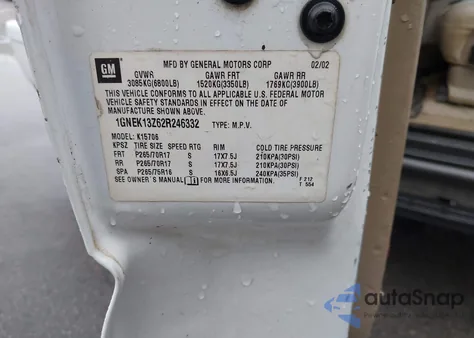 GM
MFD BY GENERAL MOTORS CORP 02/02
GVWR GAWR FRT GAWR RR
3085KG(6800LB) 1520KG(3350LB) 1769KG(3900LB)
THIS VEHICLE CONFORMS TO ALL APPLICABLE U.S. FEDERAL MOTOR
VEHICLE SAFETY STANDARDS IN EFFECT ON THE DATE OF
MANUFACTURE SHOWN ABOVE.
1GNEK13Z62R246332 TYPE: M.P.V.
MODEL: K15706
KPSZ TIRE SIZE SPEED RTG RIM COLD TIRE PRESSURE
FRT P265/70R17 S 17X7.5J 210KPA(30PSI)
RR P265/70R17 S 17X7.5J 210KPA(30PSI)
SPA P265/75R16 S 16X6.5J 240KPA(35PSI)
SEE OWNER'S MANUAL F 212
T 554
autoSnap